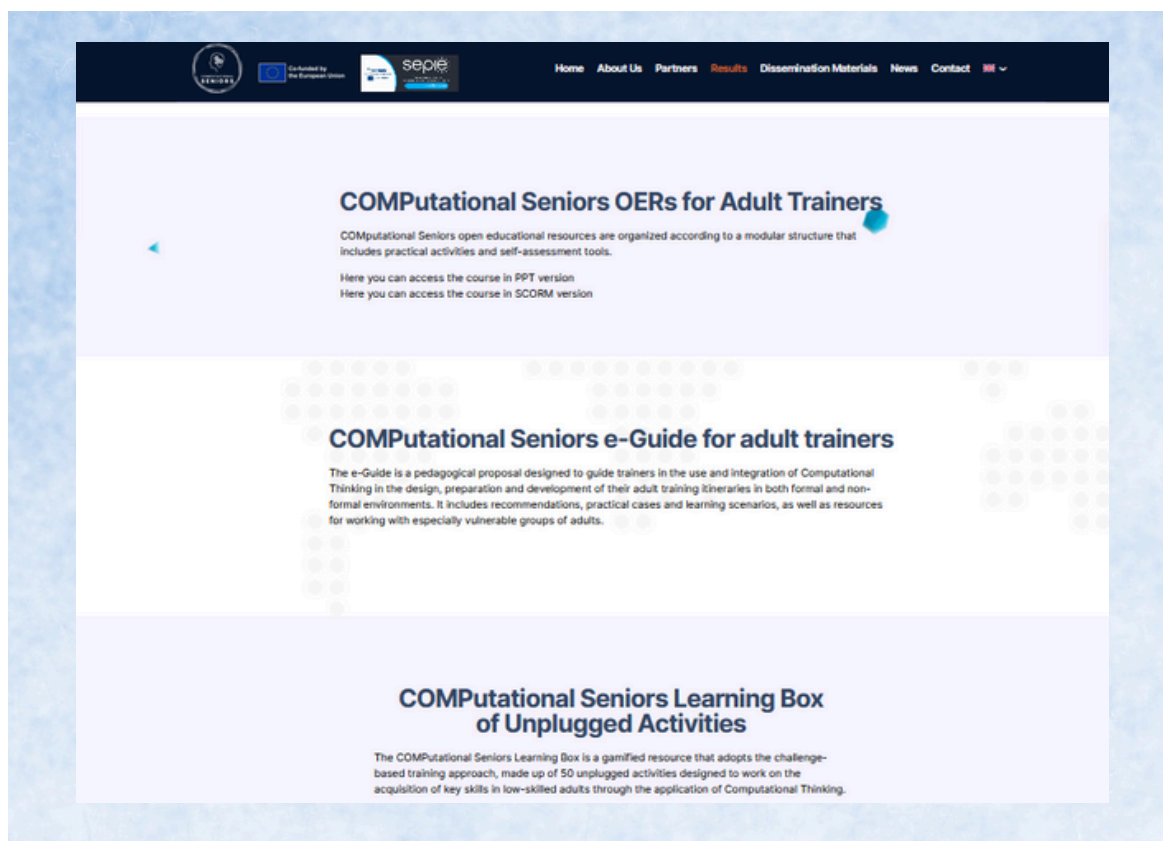 SENIORS
Co-funded by
the European Union
sepie
Home About Us Partners Results Dissemination Materials News Contact
COMPutational Seniors OERs for Adult Trainers
COMputational Seniors open educational resources are organized according to a modular structure that
includes practical activities and self-assessment tools.
Here you can access the course in PPT version
Here you can access the course in SCORM version
COMPutational Seniors e-Guide for adult trainers
The e-Guide is a pedagogical proposal designed to guide trainers in the use and integration of Computational
Thinking in the design, preparation and development of their adult training itineraries in both formal and non-
formal environments. It includes recommendations, practical cases and learning scenarios, as well as resources
for working with especially vulnerable groups of adults.
COMPutational Seniors Learning Box
of Unplugged Activities
The COMPutational Seniors Learning Box is a gamified resource that adopts the challenge-
based training approach, made up of 50 unplugged activities designed to work on the
acquisition of key skills in low-skilled adults through the application of Computational Thinking.